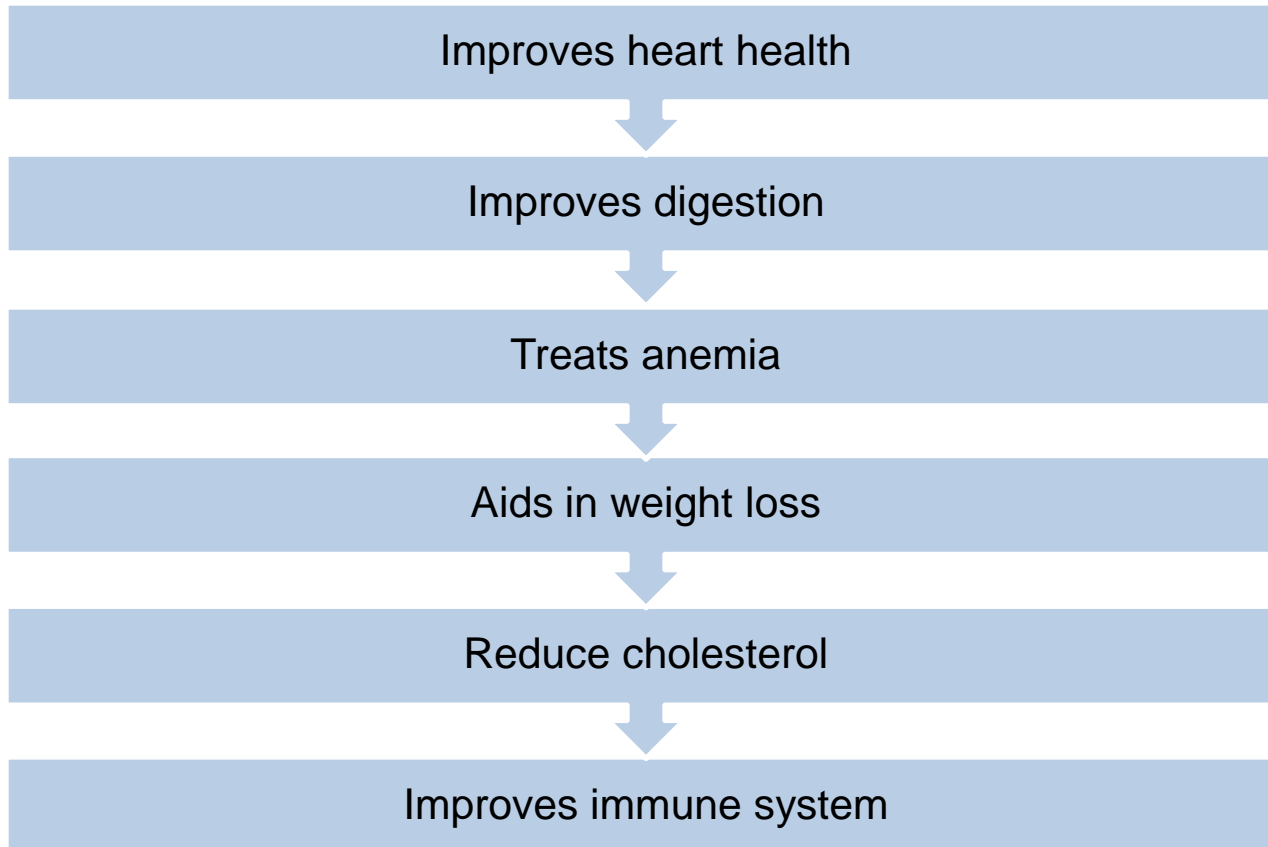 Improves heart health
Improves digestion
Treats anemia
Aids in weight loss
Reduce cholesterol
Improves immune system